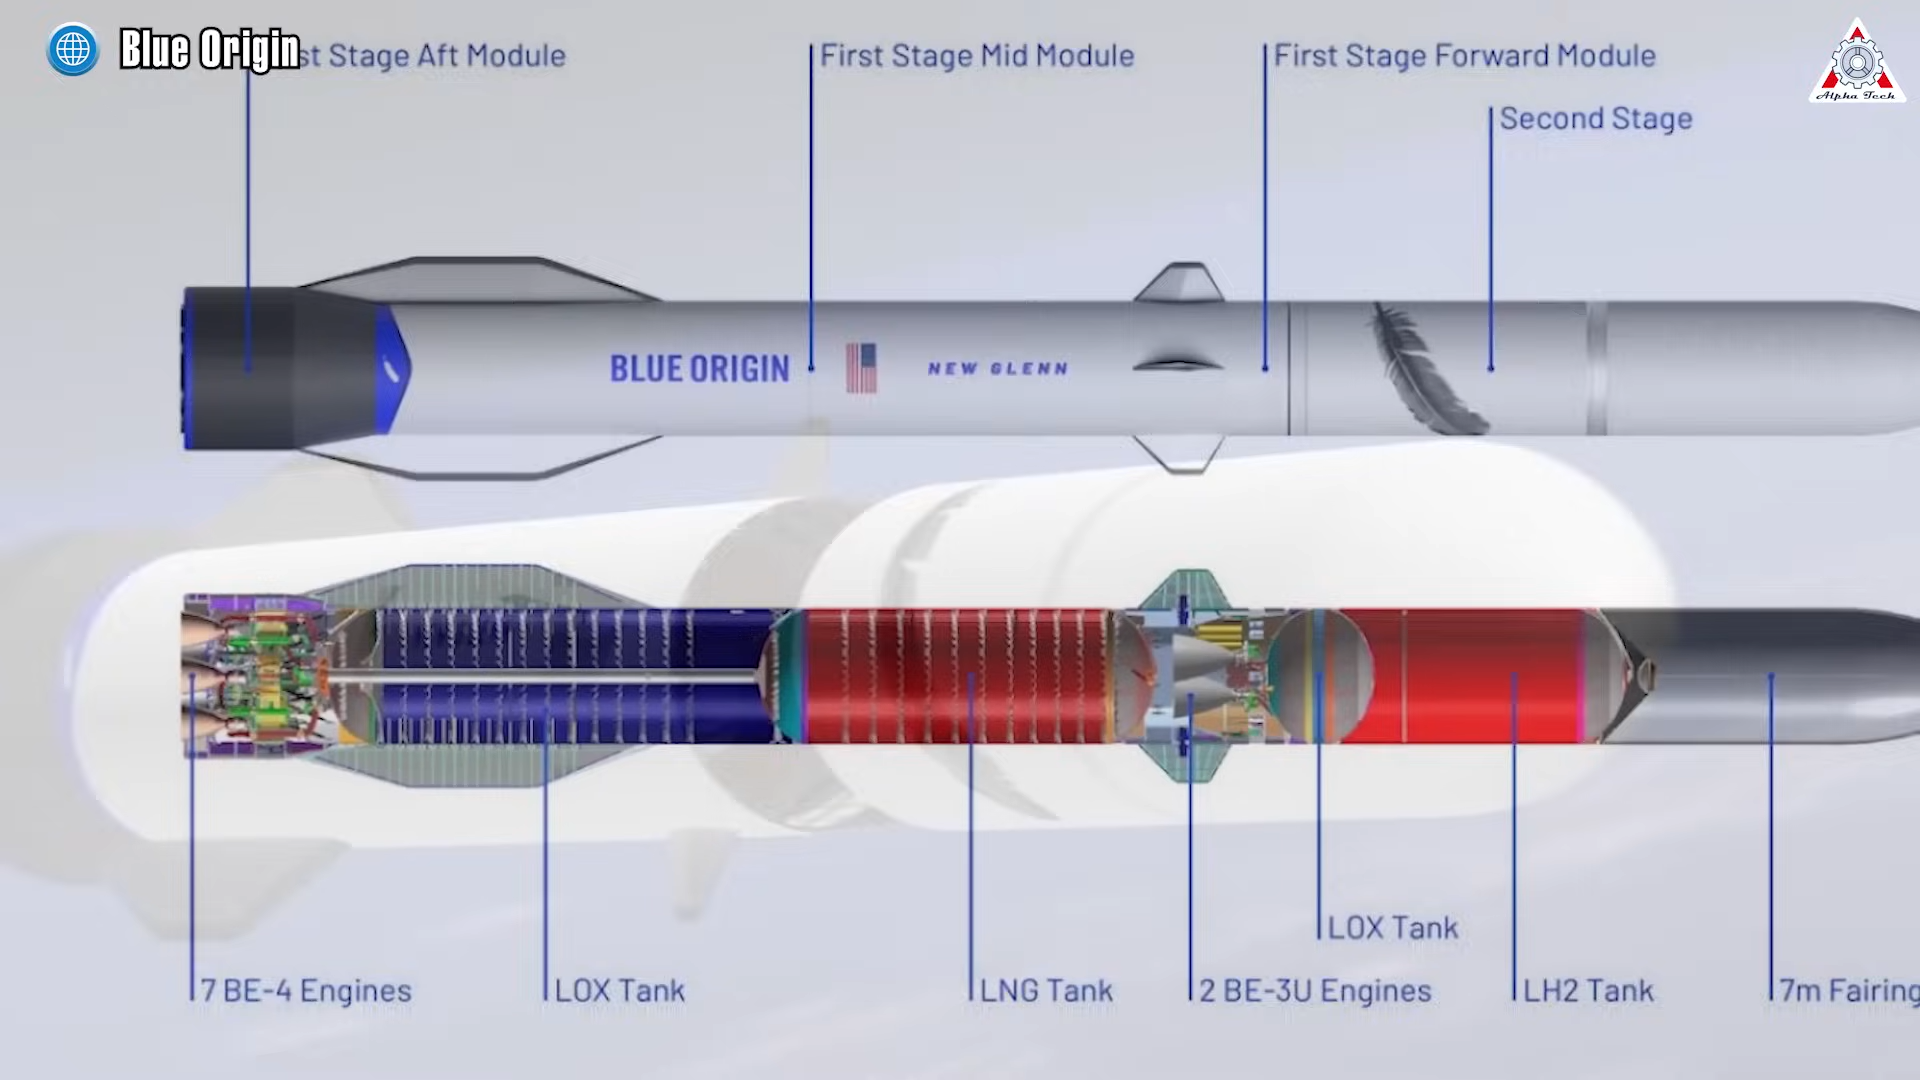 Blue Origin
st Stage Aft Module
First Stage Mid Module
First Stage Forward Module
Second Stage
Alpha Tech
BLUE ORIGIN
NEW GLENN
LOX Tank
7 BE-4 Engines
LOX Tank
LNG Tank
2 BE-3U Engines
LH2 Tank
7m Fairing